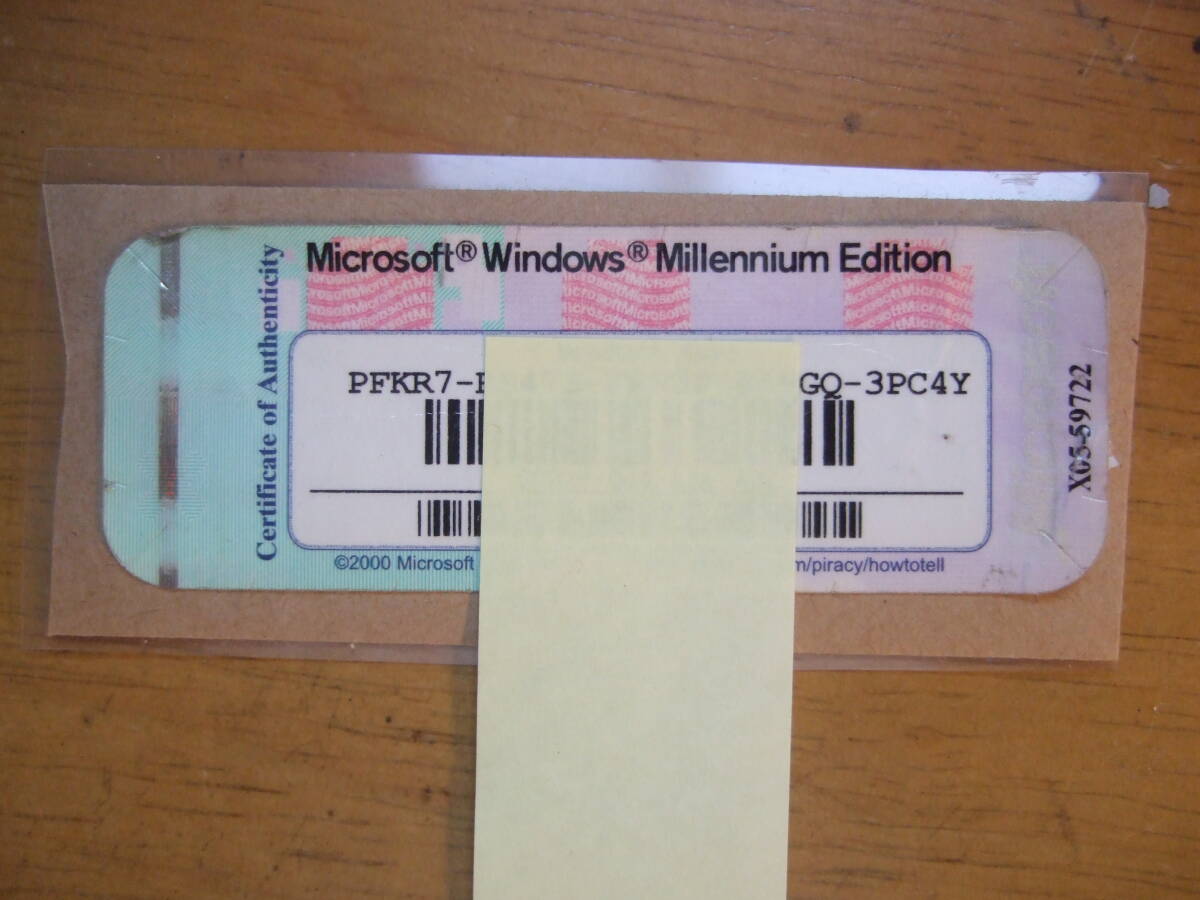 Microsoft® Windows® Millennium Edition
Certificate of Authenticity
PFKR7- GQ-3PC4Y
X05-59722
©2000 Microsoft m/piracy/howtotell